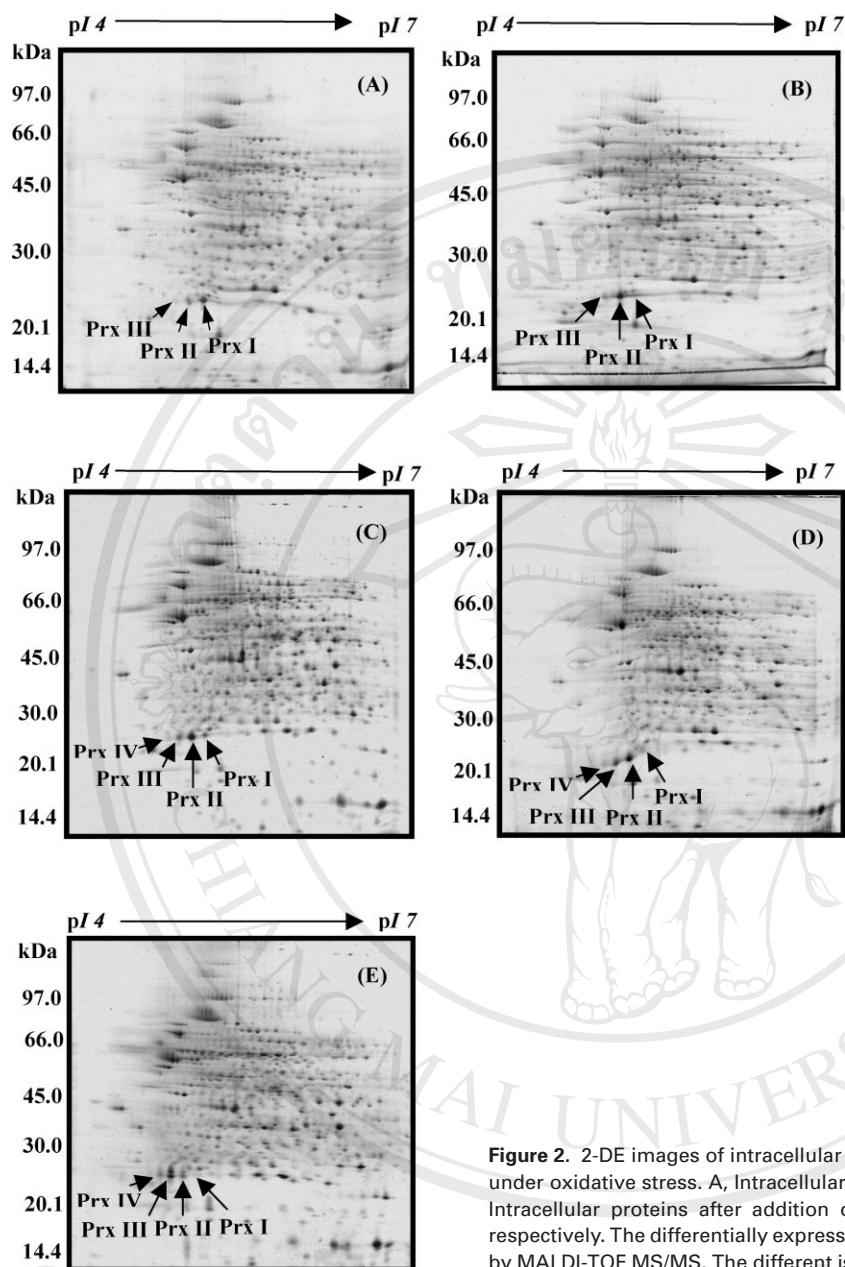 pI 4 pI 7
kDa
(A)
97.0
66.0
45.0
30.0
20.1
14.4
Prx III
Prx II Prx I
pI 4 pI 7
kDa
(B)
97.0
66.0
45.0
30.0
20.1
14.4
Prx III
Prx II
Prx I
pI 4 pI 7
kDa
(C)
97.0
66.0
45.0
30.0
20.1
14.4
Prx IV
Prx III
Prx II
Prx I
pI 4 pI 7
kDa
(D)
97.0
66.0
45.0
30.0
20.1
14.4
Prx IV
Prx III Prx II
Prx I
pI 4 pI 7
kDa
(E)
97.0
66.0
45.0
30.0
20.1
14.4
Prx IV
Prx III Prx II Prx I
Figure 2. 2-DE images of intracellular
under oxidative stress. A, Intracellular
Intracellular proteins after addition
respectively. The differentially express
by MALDI-TOF MS/MS. The different is
CHIANG MAI UNIVERS